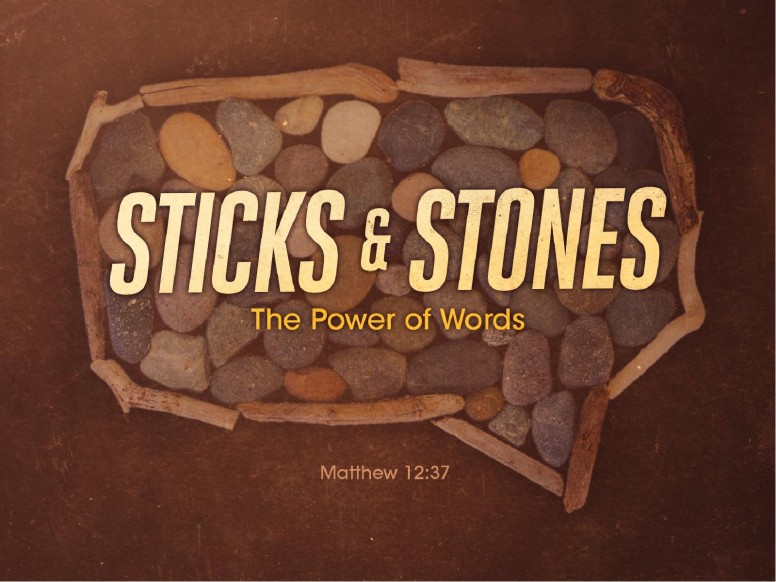 STICKS & STONES
The Power of Words
Matthew 12:37